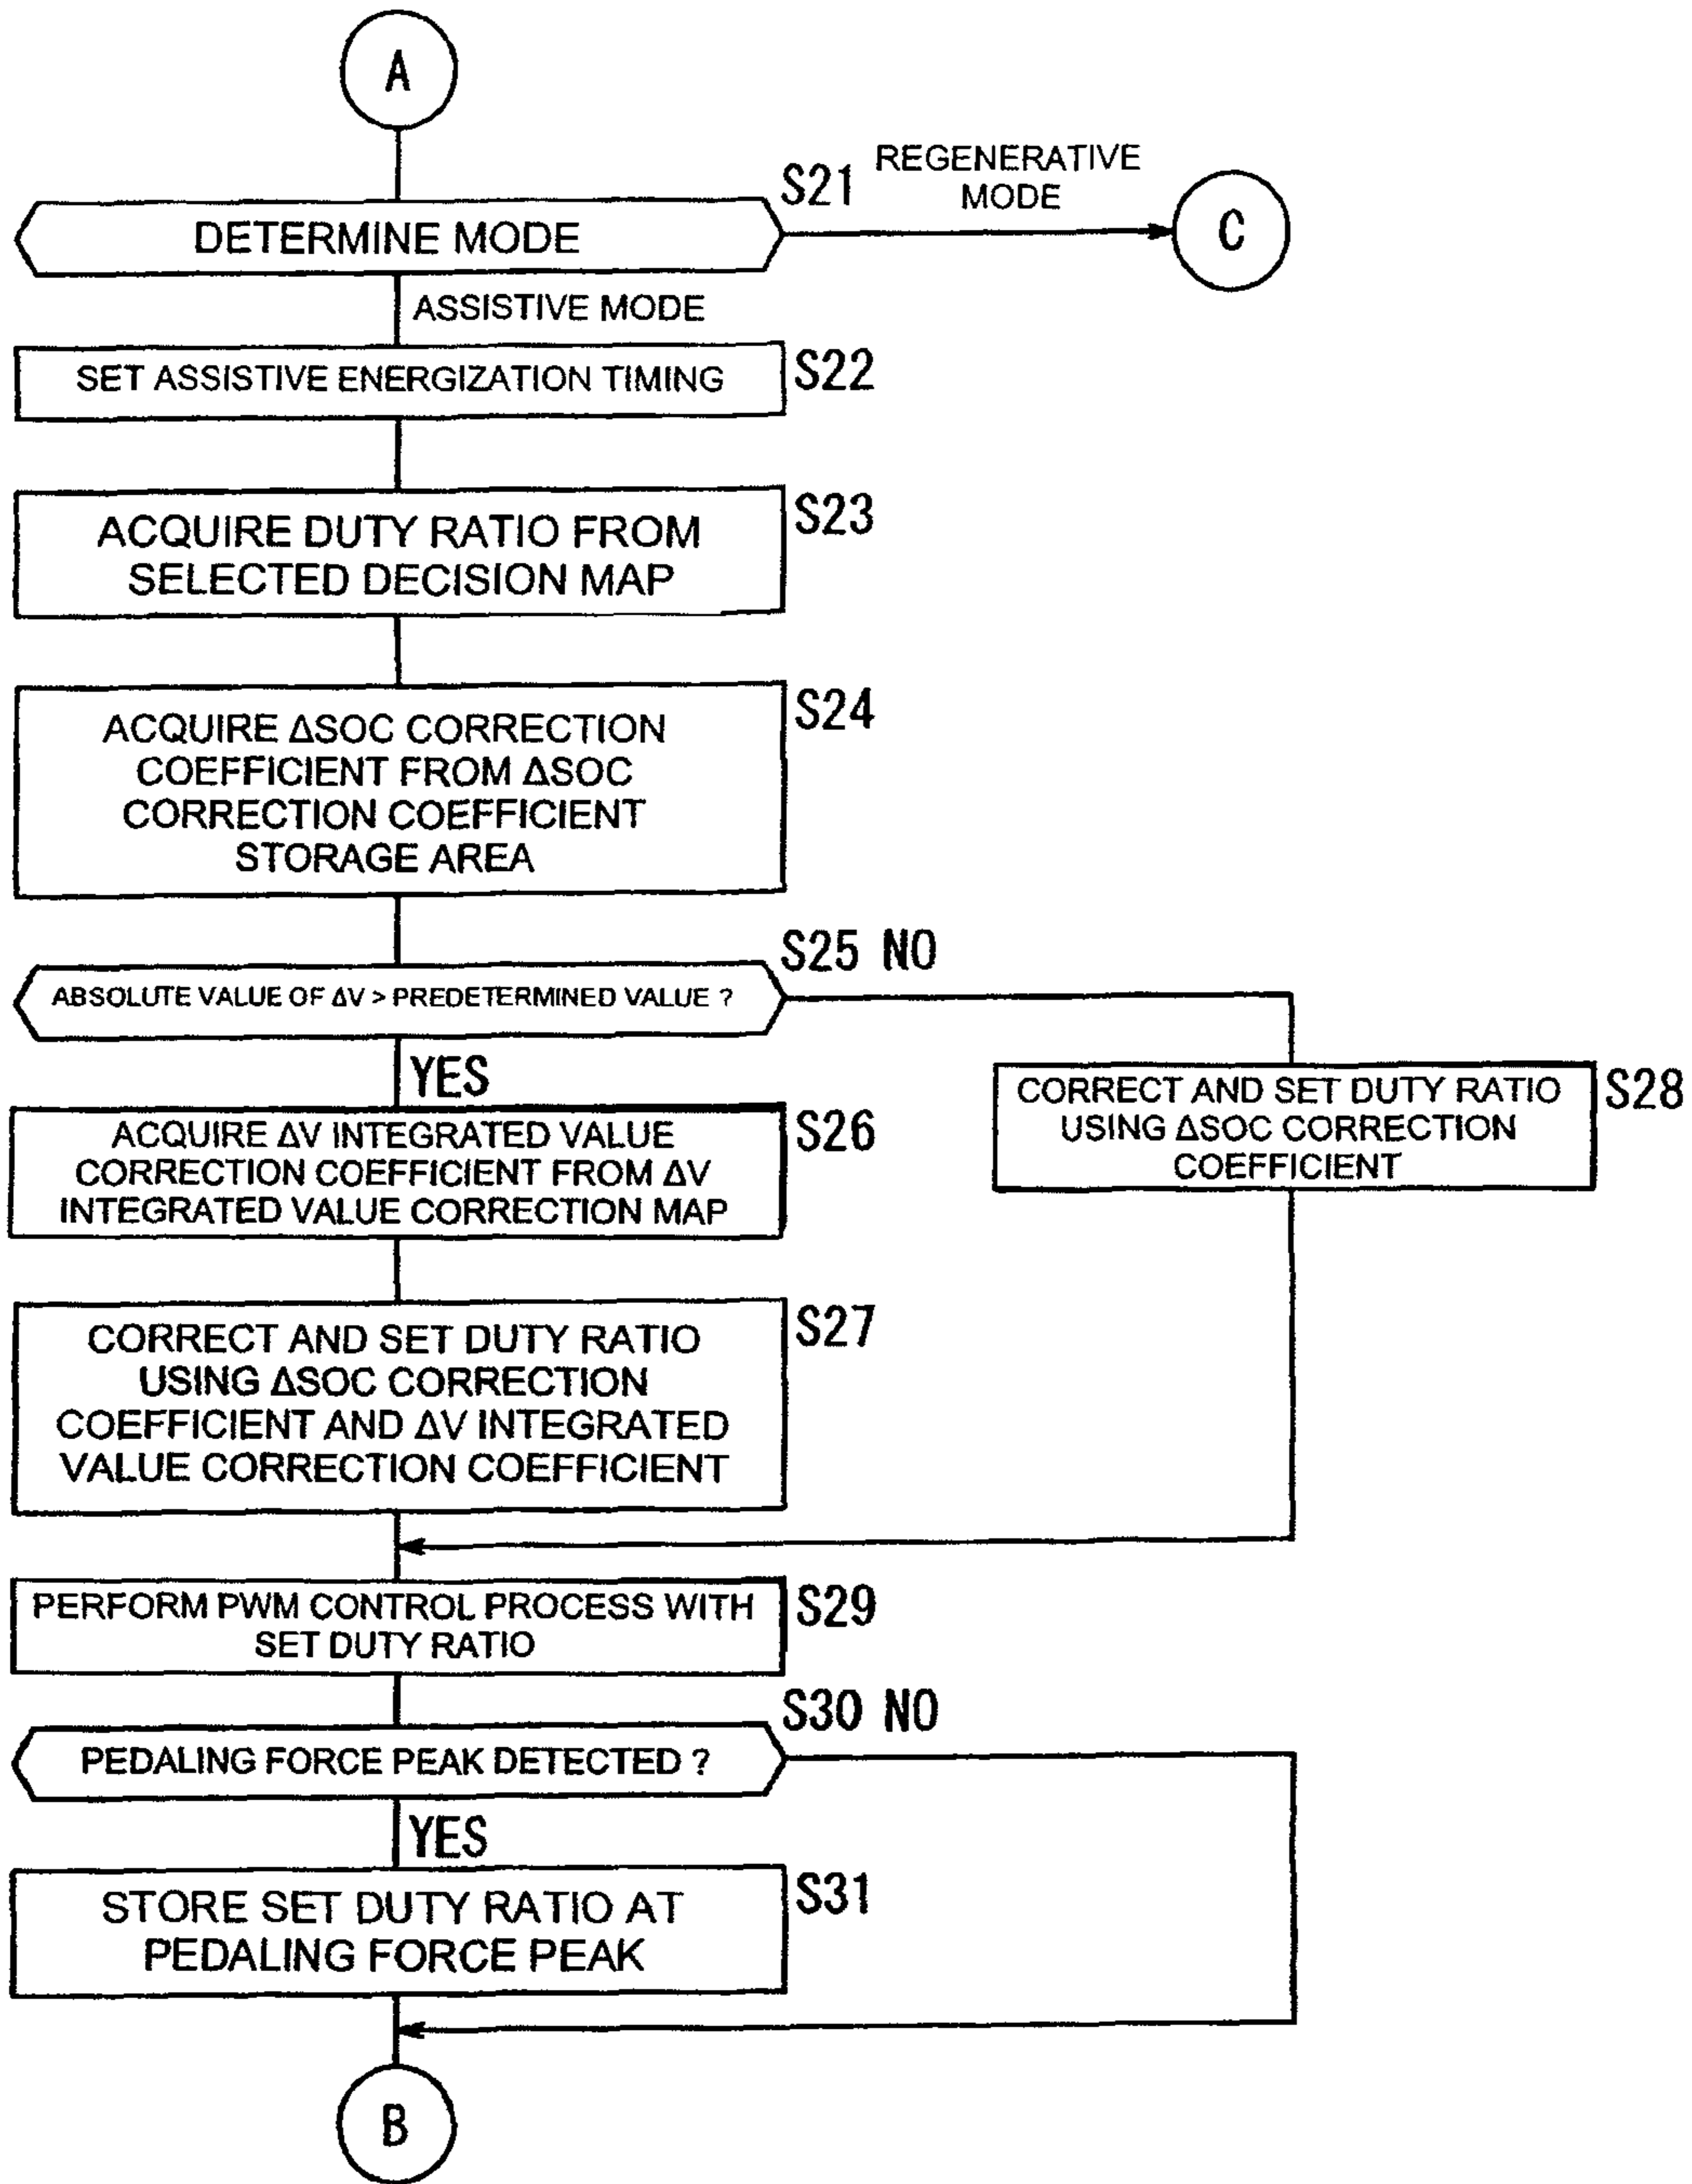 A
S21
REGENERATIVE
MODE
DETERMINE MODE
C
ASSISTIVE MODE
SET ASSISTIVE ENERGIZATION TIMING
S22
ACQUIRE DUTY RATIO FROM
SELECTED DECISION MAP
S23
ACQUIRE ΔSOC CORRECTION
COEFFICIENT FROM ΔSOC
CORRECTION COEFFICIENT
STORAGE AREA
S24
S25 NO
ABSOLUTE VALUE OF ΔV > PREDETERMINED VALUE ?
YES
ACQUIRE ΔV INTEGRATED VALUE
CORRECTION COEFFICIENT FROM ΔV
INTEGRATED VALUE CORRECTION MAP
S26
CORRECT AND SET DUTY RATIO
USING ΔSOC CORRECTION
COEFFICIENT
S28
CORRECT AND SET DUTY RATIO
USING ΔSOC CORRECTION
COEFFICIENT AND ΔV INTEGRATED
VALUE CORRECTION COEFFICIENT
S27
PERFORM PWM CONTROL PROCESS WITH
SET DUTY RATIO
S29
S30 NO
PEDALING FORCE PEAK DETECTED ?
YES
STORE SET DUTY RATIO AT
PEDALING FORCE PEAK
S31
B